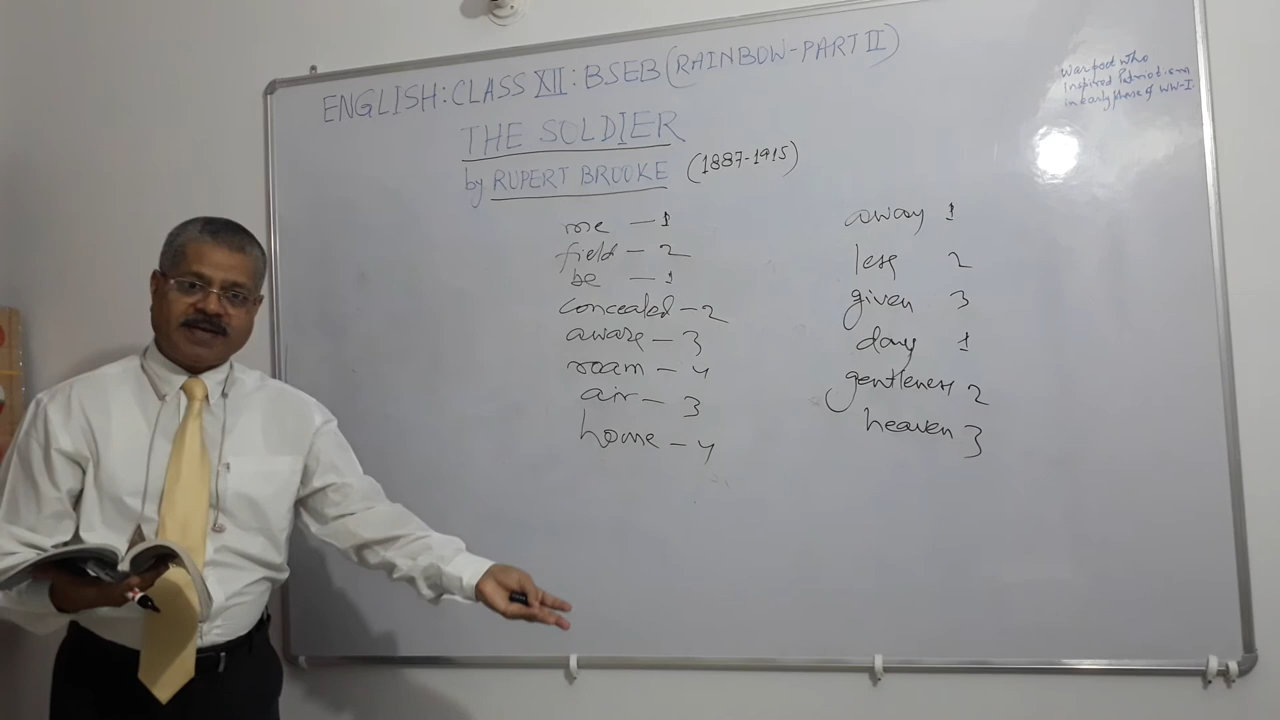 ENGLISH: CLASS XII: BSEB (RAINBOW-PART II)
THE SOLDIER
by RUPERT BROOKE (1887-1915)
War poet who
Inspired Patriotism
in early phase of WW-I.
me - 1
field - 2
be - 1
concealed - 2
aware - 3
roam - 4
air - 3
home - 4
away 1
less 2
given 3
day 1
gentleness 2
heaven 3